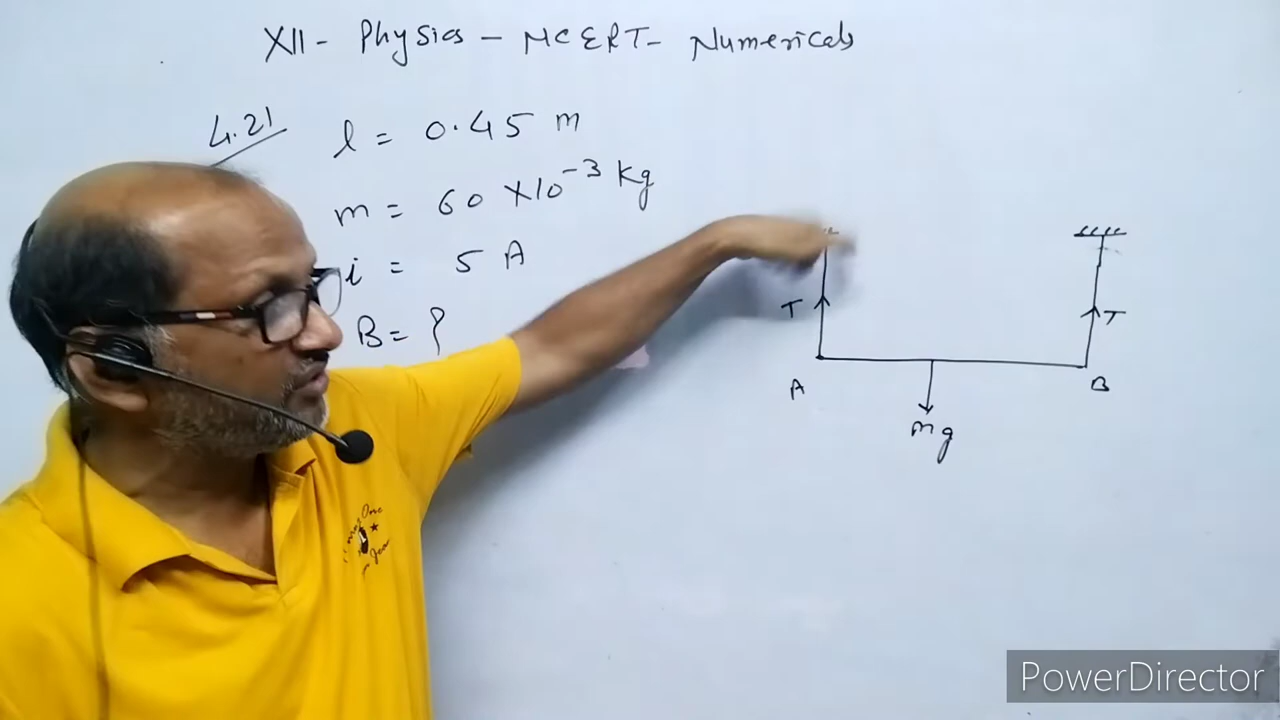 XII - Physics - NCERT - Numericals
4.21
l = 0.45 m
m = 60 × 10⁻³ Kg
i = 5 A
B = ?
T
T
A
B
mg
PowerDirector